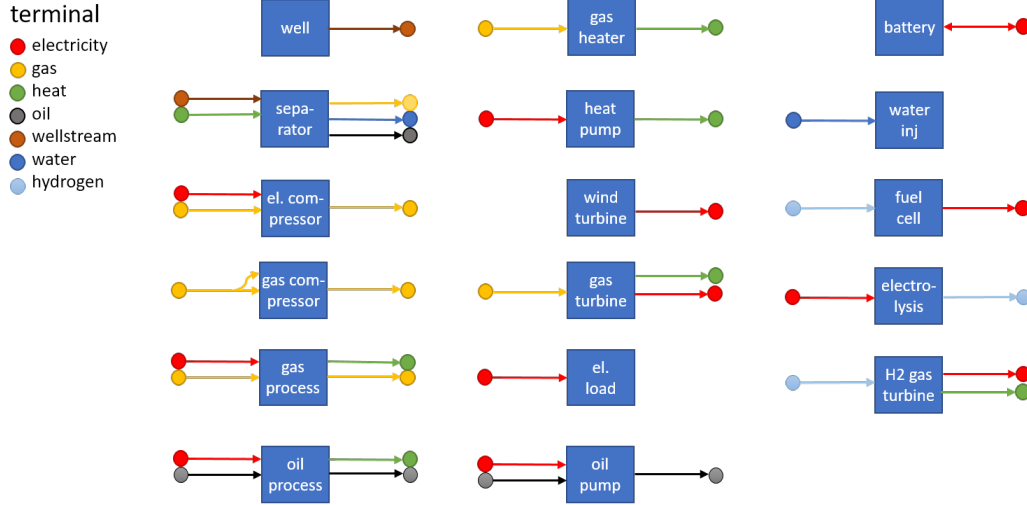 terminal
electricity
gas
heat
oil
wellstream
water
hydrogen
well
gas
heater
battery
sepa-
rator
heat
pump
water
inj
el. com-
pressor
wind
turbine
fuel
cell
gas com-
pressor
gas
turbine
electro-
lysis
gas
process
el.
load
H2 gas
turbine
oil
process
oil
pump